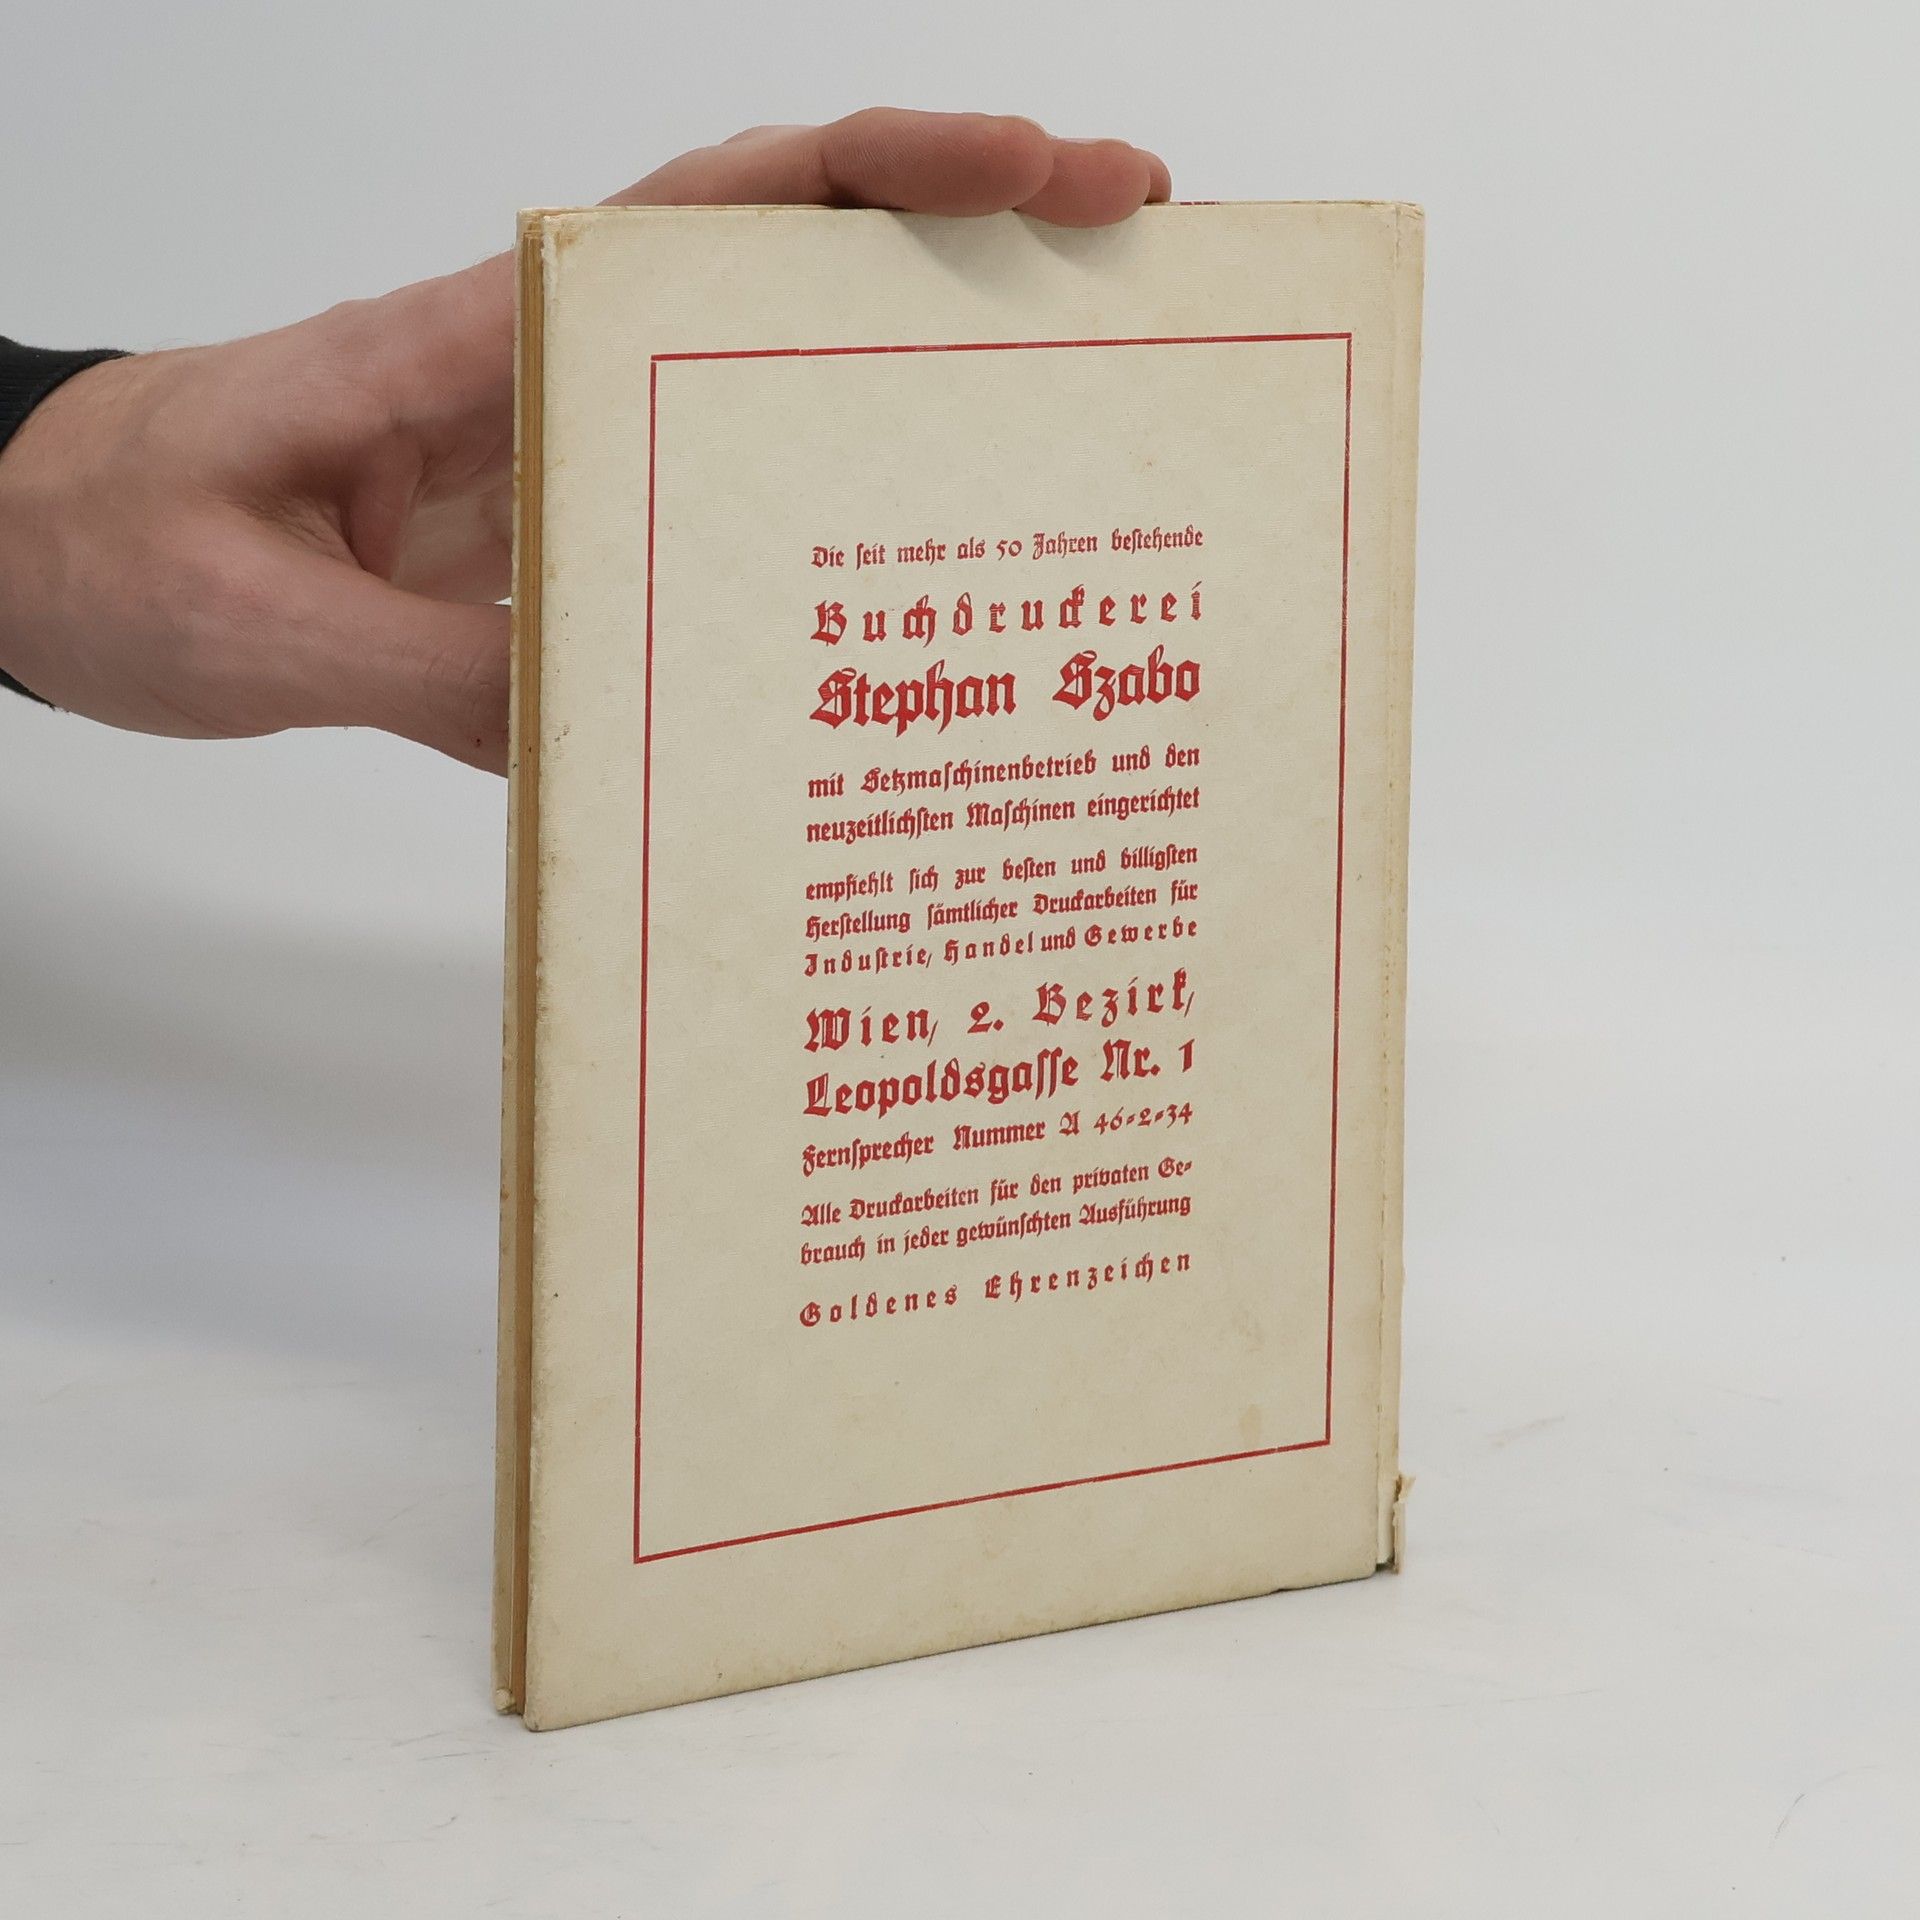 Die seit mehr als 50 Jahren bestehende
Buchdruckerei
Stephan Szabo
mit Setzmaschinenbetrieb und den
neuzeitlichsten Maschinen eingerichtet
empfiehlt sich zur besten und billigsten
Herstellung sämtlicher Druckarbeiten für
Industrie, Handel und Gewerbe
Wien, 2. Bezirk,
Leopoldsgasse Nr. 1
Fernsprecher Nummer A 46-2-34
Alle Druckarbeiten für den privaten Ge-
brauch in jeder gewünschten Ausführung
Goldenes Ehrenzeichen